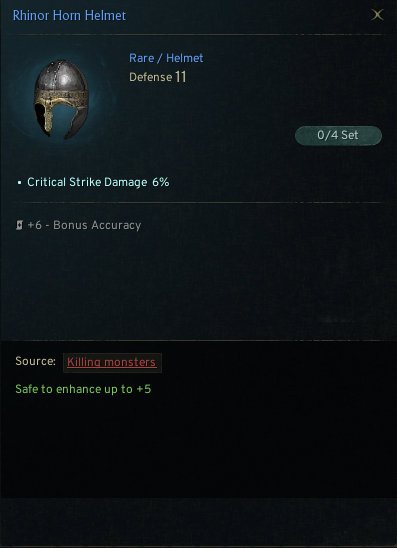 Rhinor Horn Helmet
Rare / Helmet
Defense 11
0/4 Set
• Critical Strike Damage 6%
+6 - Bonus Accuracy
Source: Killing monsters
Safe to enhance up to +5